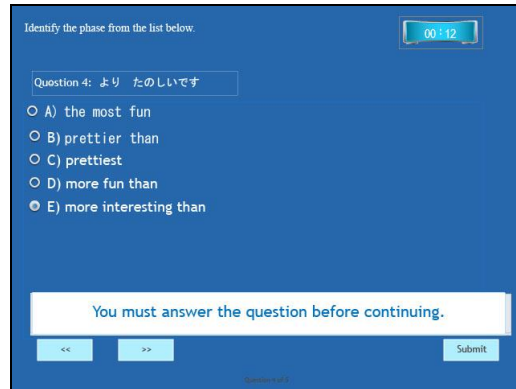 Identify the phase from the list below.
00:12
Question 4: より たのしいです
A) the most fun
B) prettier than
C) prettiest
D) more fun than
E) more interesting than
You must answer the question before continuing.
<<
>>
Submit